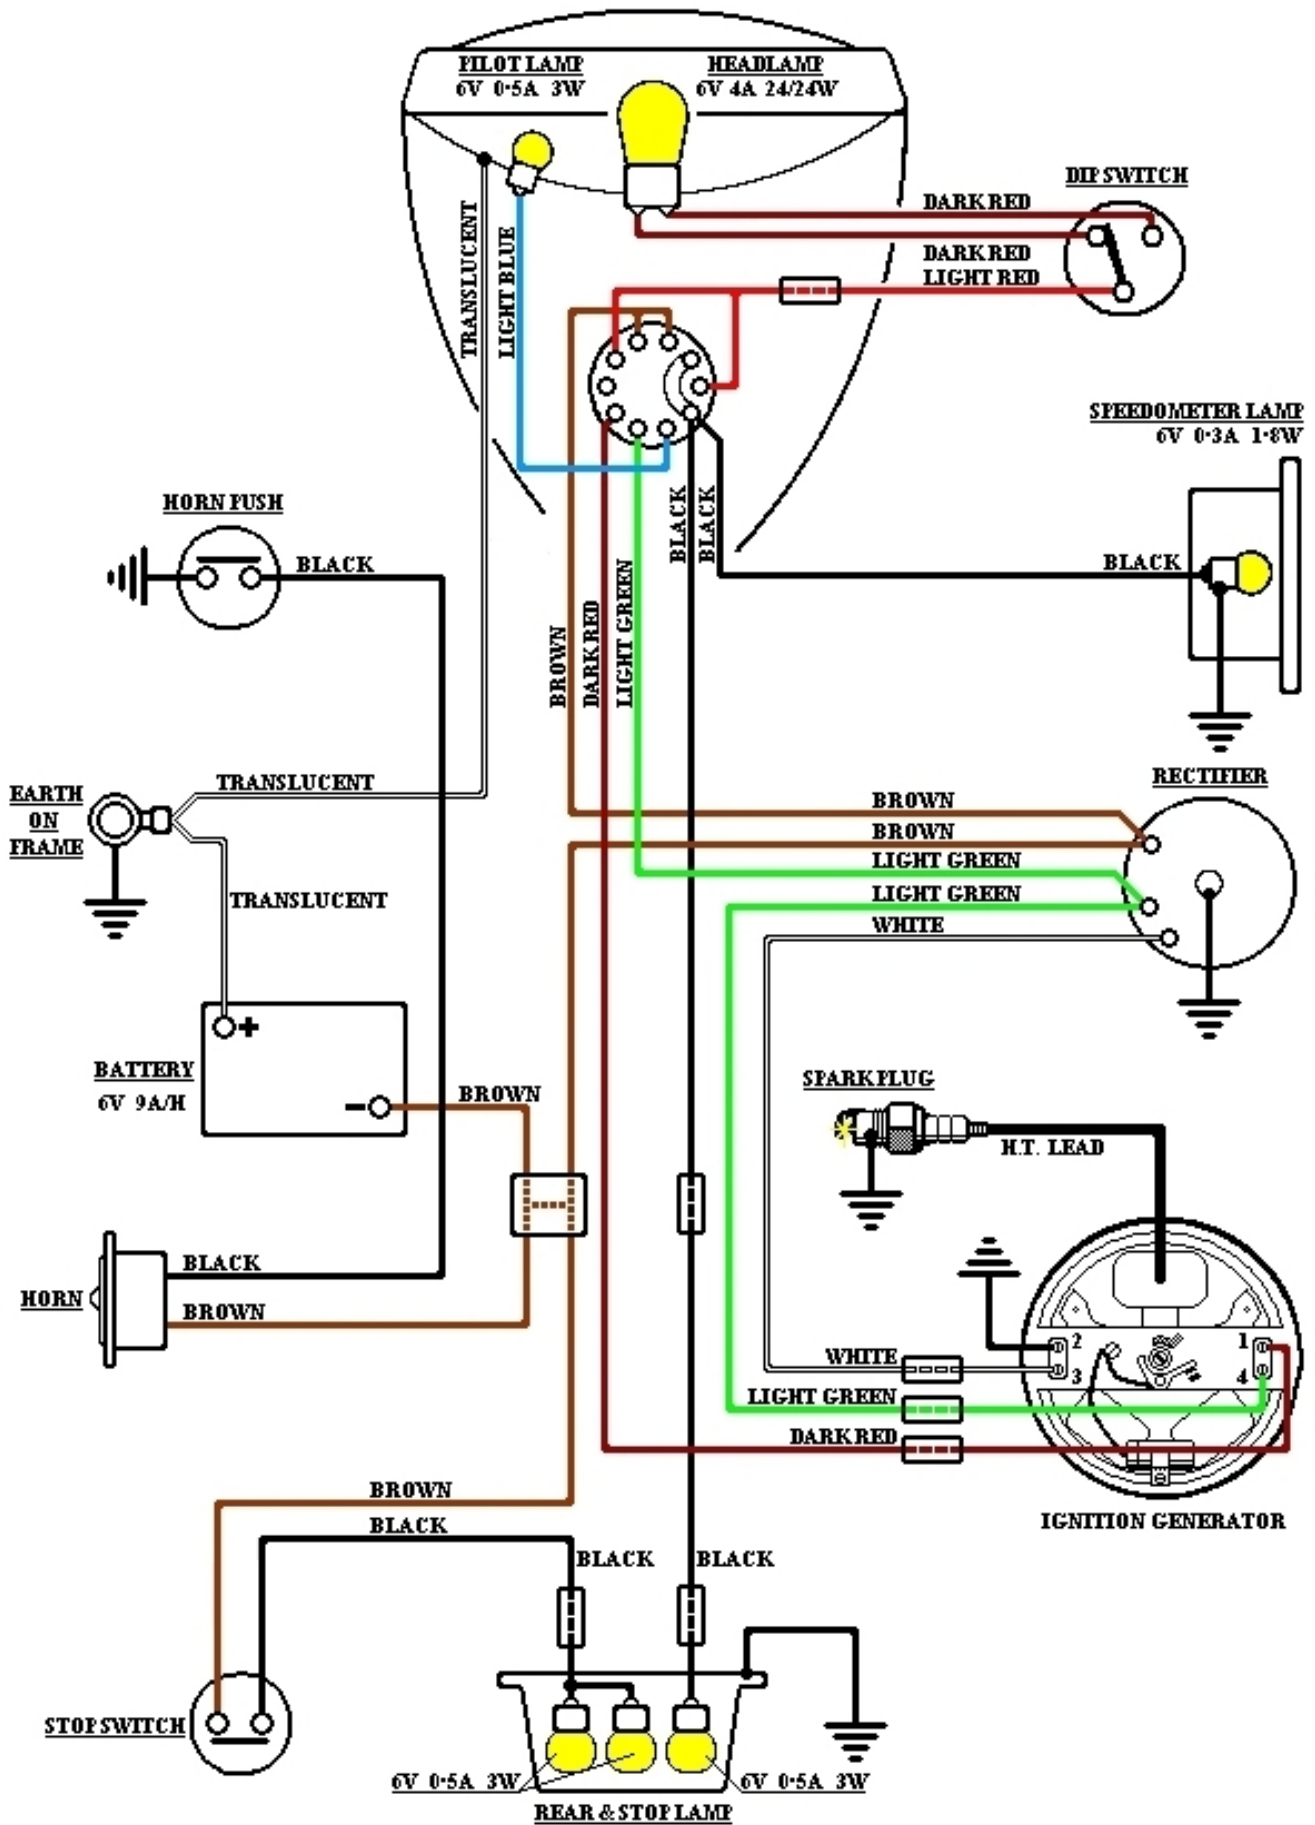 PILOT LAMP
6V 0·5A 3W
HEADLAMP
6V 4A 24/24W
DIP SWITCH
DARK RED
DARK RED
LIGHT RED
TRANSLUCENT
LIGHT BLUE
SPEEDOMETER LAMP
6V 0·3A 1·8W
HORN PUSH
BLACK
BLACK
BLACK
BLACK
BROWN
DARK RED
LIGHT GREEN
RECTIFIER
EARTH
ON
FRAME
TRANSLUCENT
TRANSLUCENT
BROWN
BROWN
LIGHT GREEN
LIGHT GREEN
WHITE
BATTERY
6V 9A/H
+
−
BROWN
SPARK PLUG
H.T. LEAD
HORN
BLACK
BROWN
2
3
1
4
WHITE
LIGHT GREEN
DARK RED
IGNITION GENERATOR
BROWN
BLACK
BLACK
BLACK
STOP SWITCH
6V 0·5A 3W
6V 0·5A 3W
REAR & STOP LAMP